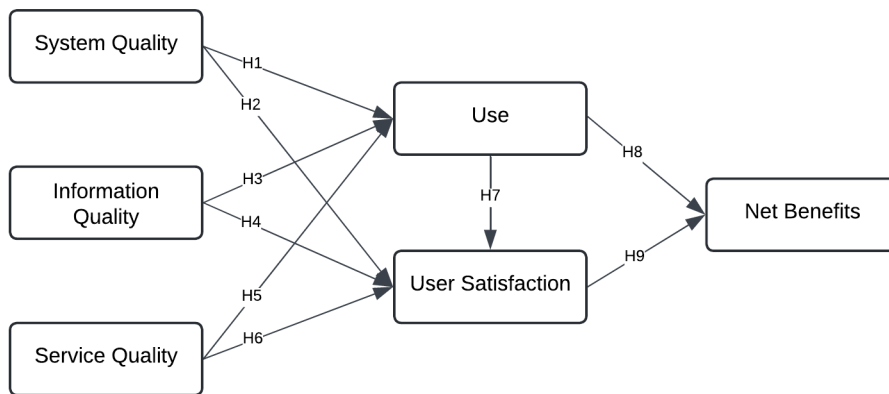 System Quality
H1
H2
Use
H8
Information
Quality
H3
H4
H7
Net Benefits
User Satisfaction
H9
H5
H6
Service Quality